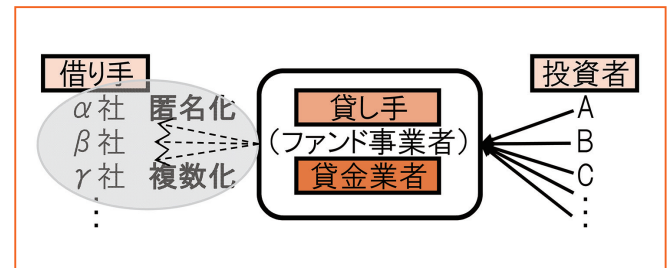 借り手
α社 匿名化
β社
γ社 複数化
⋮
貸し手
(ファンド事業者)
貸金業者
投資者
A
B
C
⋮